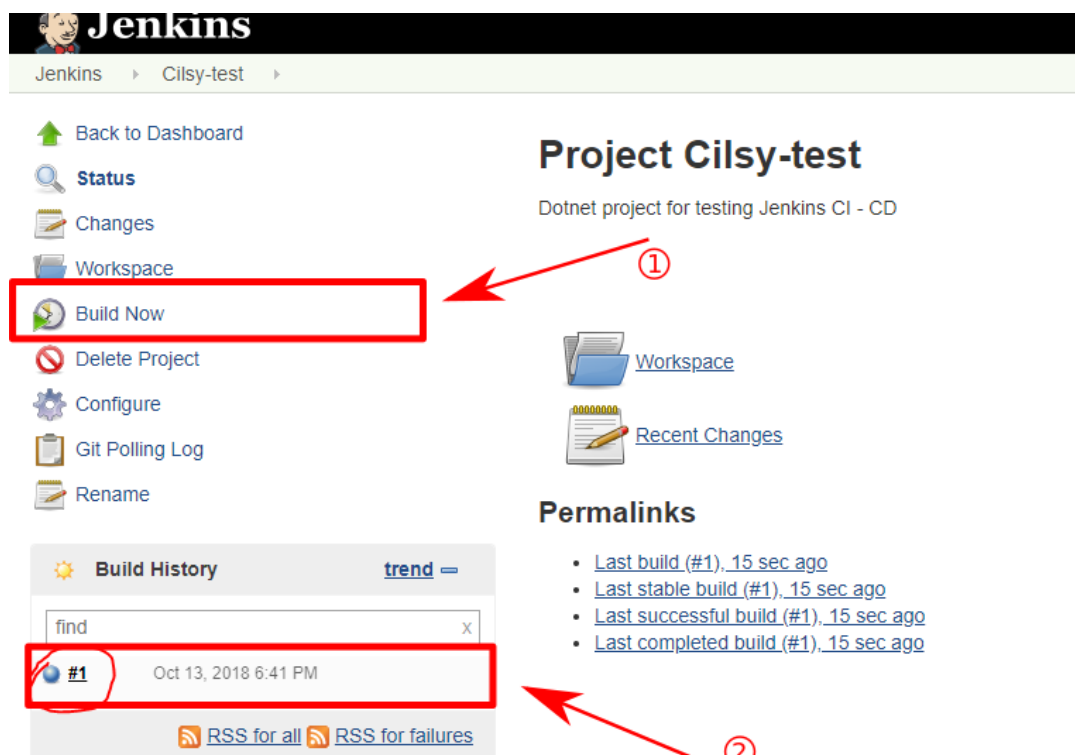 Jenkins
Jenkins Cilsy-test
Back to Dashboard
Status
Changes
Workspace
Build Now
Delete Project
Configure
Git Polling Log
Rename
Build History trend
find x
#1 Oct 13, 2018 6:41 PM
RSS for all RSS for failures
Project Cilsy-test
Dotnet project for testing Jenkins CI - CD
①
Workspace
Recent Changes
Permalinks
Last build (#1), 15 sec ago
Last stable build (#1), 15 sec ago
Last successful build (#1), 15 sec ago
Last completed build (#1), 15 sec ago
②